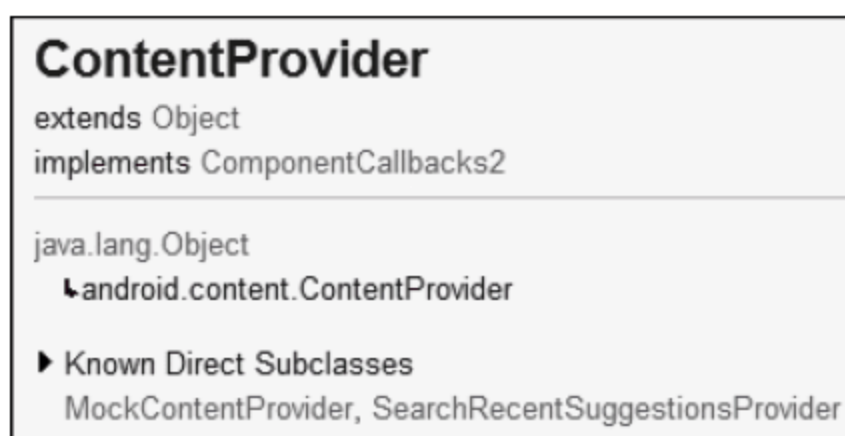 ContentProvider
extends Object
implements ComponentCallbacks2
java.lang.Object
android.content.ContentProvider
Known Direct Subclasses
MockContentProvider, SearchRecentSuggestionsProvider